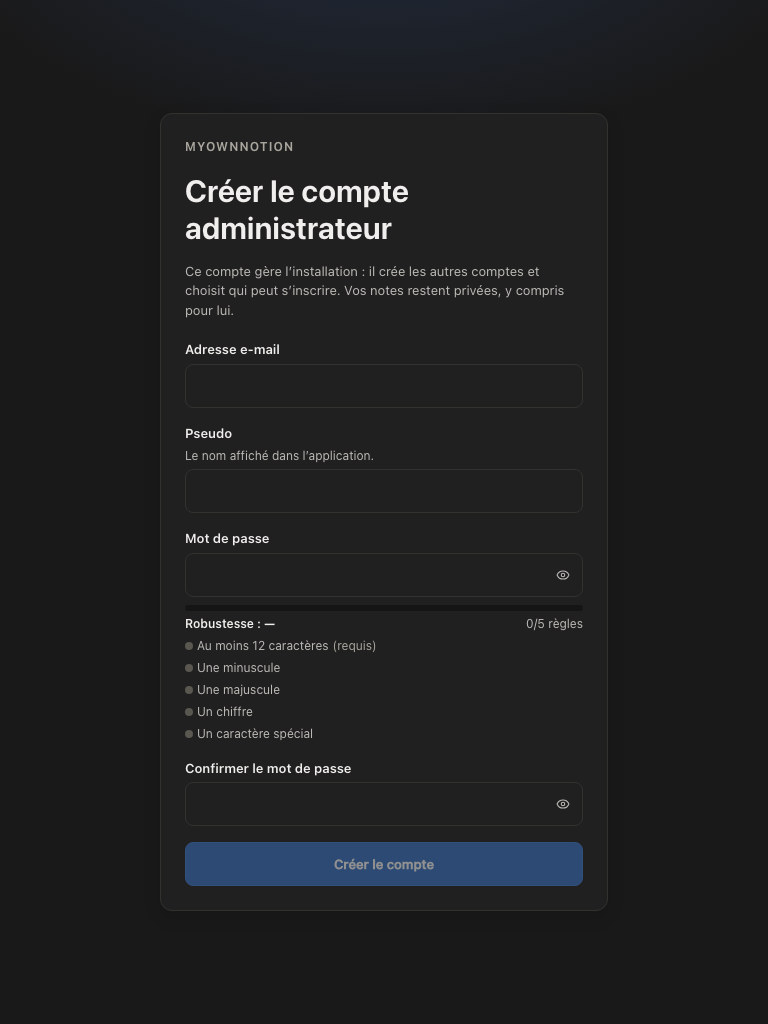 MYOWNNOTION
Créer le compte
administrateur
Ce compte gère l’installation : il crée les autres comptes et
choisit qui peut s’inscrire. Vos notes restent privées, y compris
pour lui.
Adresse e-mail
Pseudo
Le nom affiché dans l’application.
Mot de passe
Robustesse : — 0/5 règles
Au moins 12 caractères (requis)
Une minuscule
Une majuscule
Un chiffre
Un caractère spécial
Confirmer le mot de passe
Créer le compte